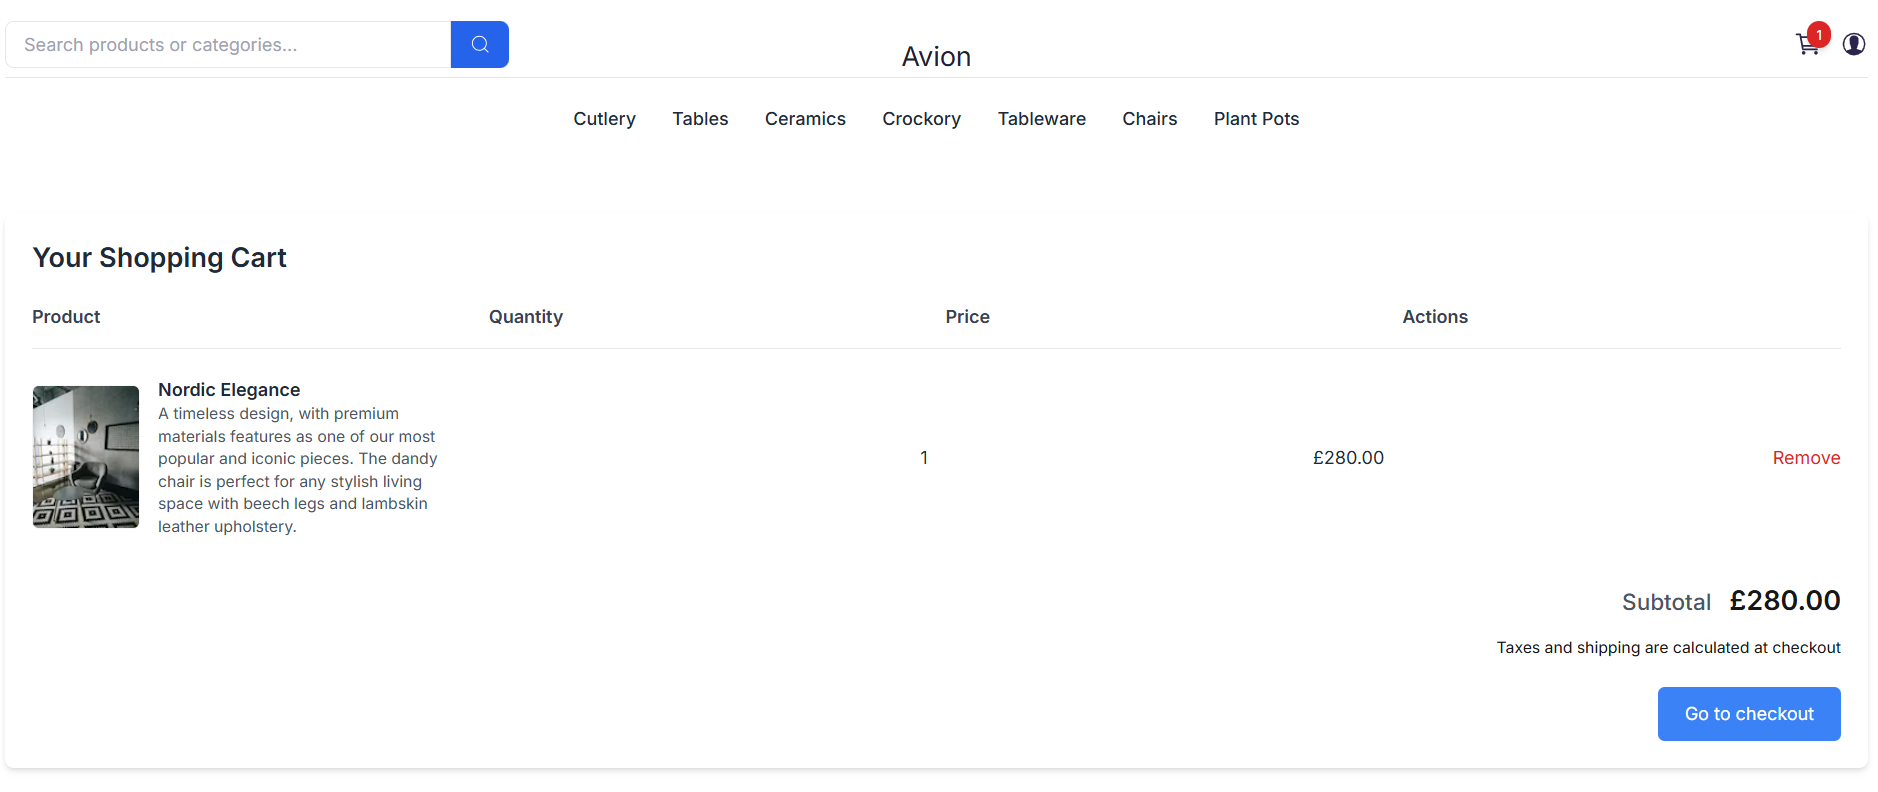 Search products or categories...
Avion
1
Cutlery Tables Ceramics Crockory Tableware Chairs Plant Pots
Your Shopping Cart
Product Quantity Price Actions
Nordic Elegance
A timeless design, with premium
materials features as one of our most
popular and iconic pieces. The dandy
chair is perfect for any stylish living
space with beech legs and lambskin
leather upholstery.
1 £280.00 Remove
Subtotal £280.00
Taxes and shipping are calculated at checkout
Go to checkout